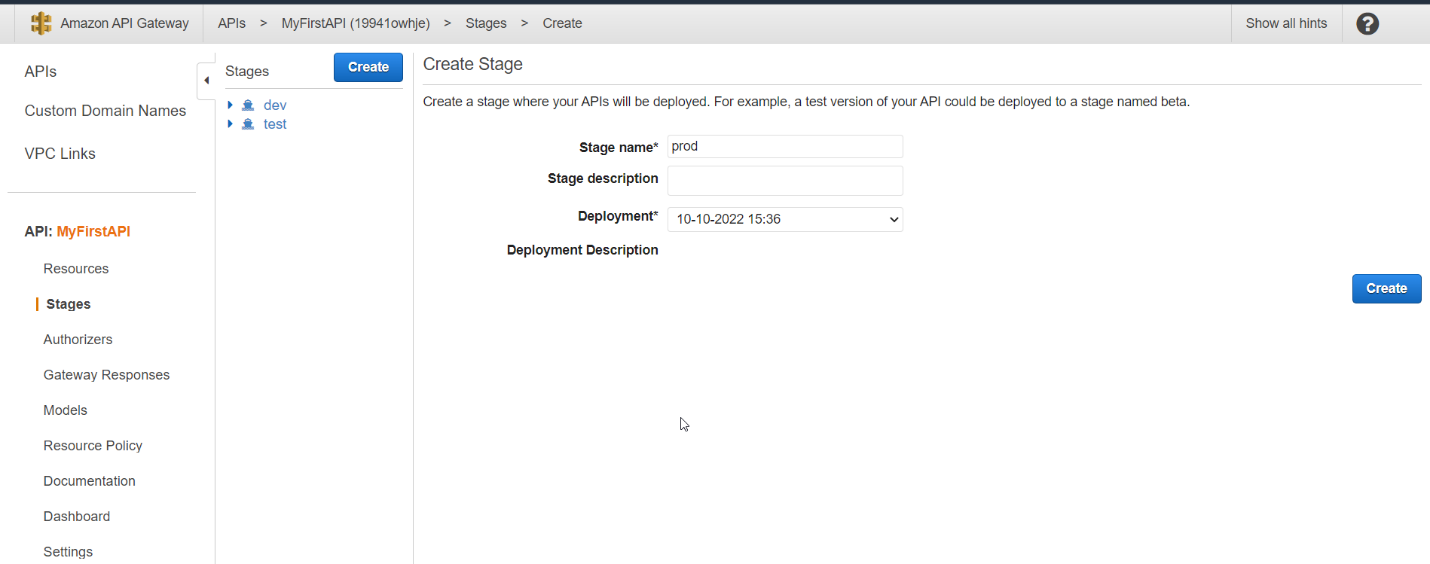 Amazon API Gateway APIs > MyFirstAPI (19941owhje) > Stages > Create Show all hints ?
APIs
Custom Domain Names
VPC Links
API: MyFirstAPI
Resources
Stages
Authorizers
Gateway Responses
Models
Resource Policy
Documentation
Dashboard
Settings
Stages Create
dev
test
Create Stage
Create a stage where your APIs will be deployed. For example, a test version of your API could be deployed to a stage named beta.
Stage name* prod
Stage description
Deployment* 10-10-2022 15:36
Deployment Description
Create